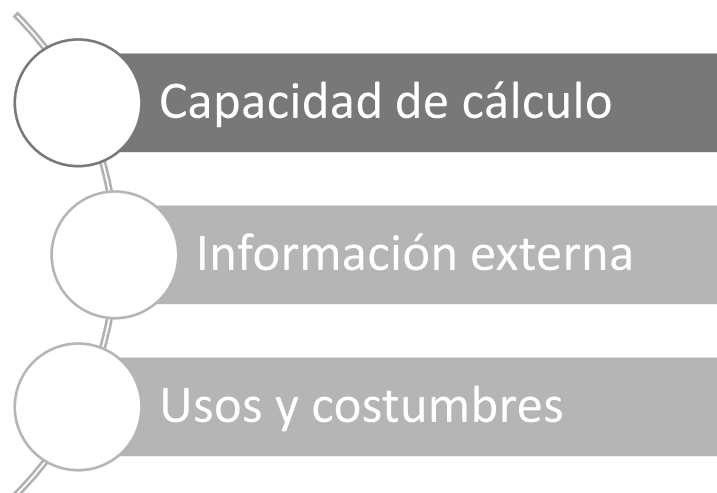 Capacidad de cálculo
Información externa
Usos y costumbres